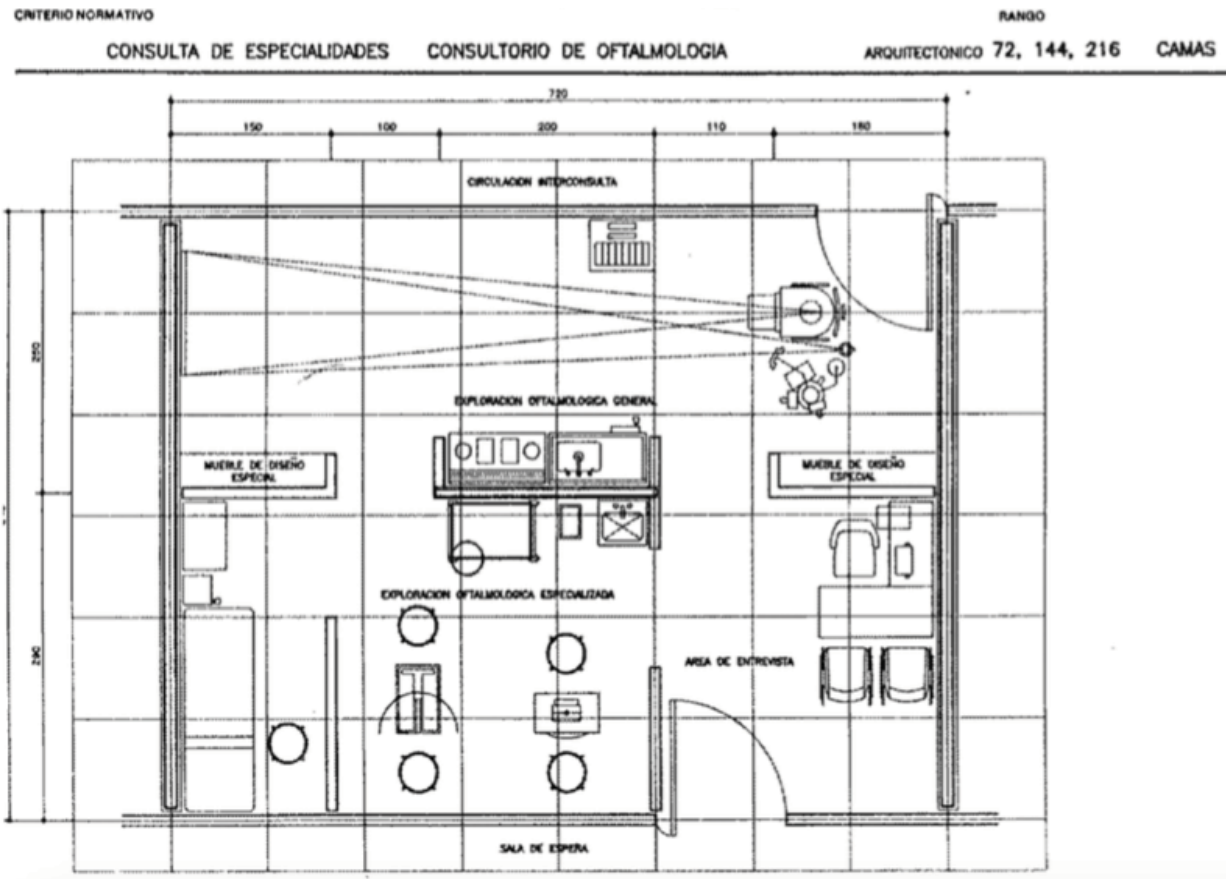 CRITERIO NORMATIVO
RANGO
CONSULTA DE ESPECIALIDADES CONSULTORIO DE OFTALMOLOGIA ARQUITECTONICO 72, 144, 216 CAMAS
720
150 100 200 110 160
CIRCULACION INTERCONSULTA
250
EXPLORACION OFTALMOLOGICA GENERAL
MUEBLE DE DISEÑO
ESPECIAL
MUEBLE DE DISEÑO
ESPECIAL
EXPLORACION OFTALMOLOGICA ESPECIALIZADA
290
AREA DE ENTREVISTA
SALA DE ESPERA